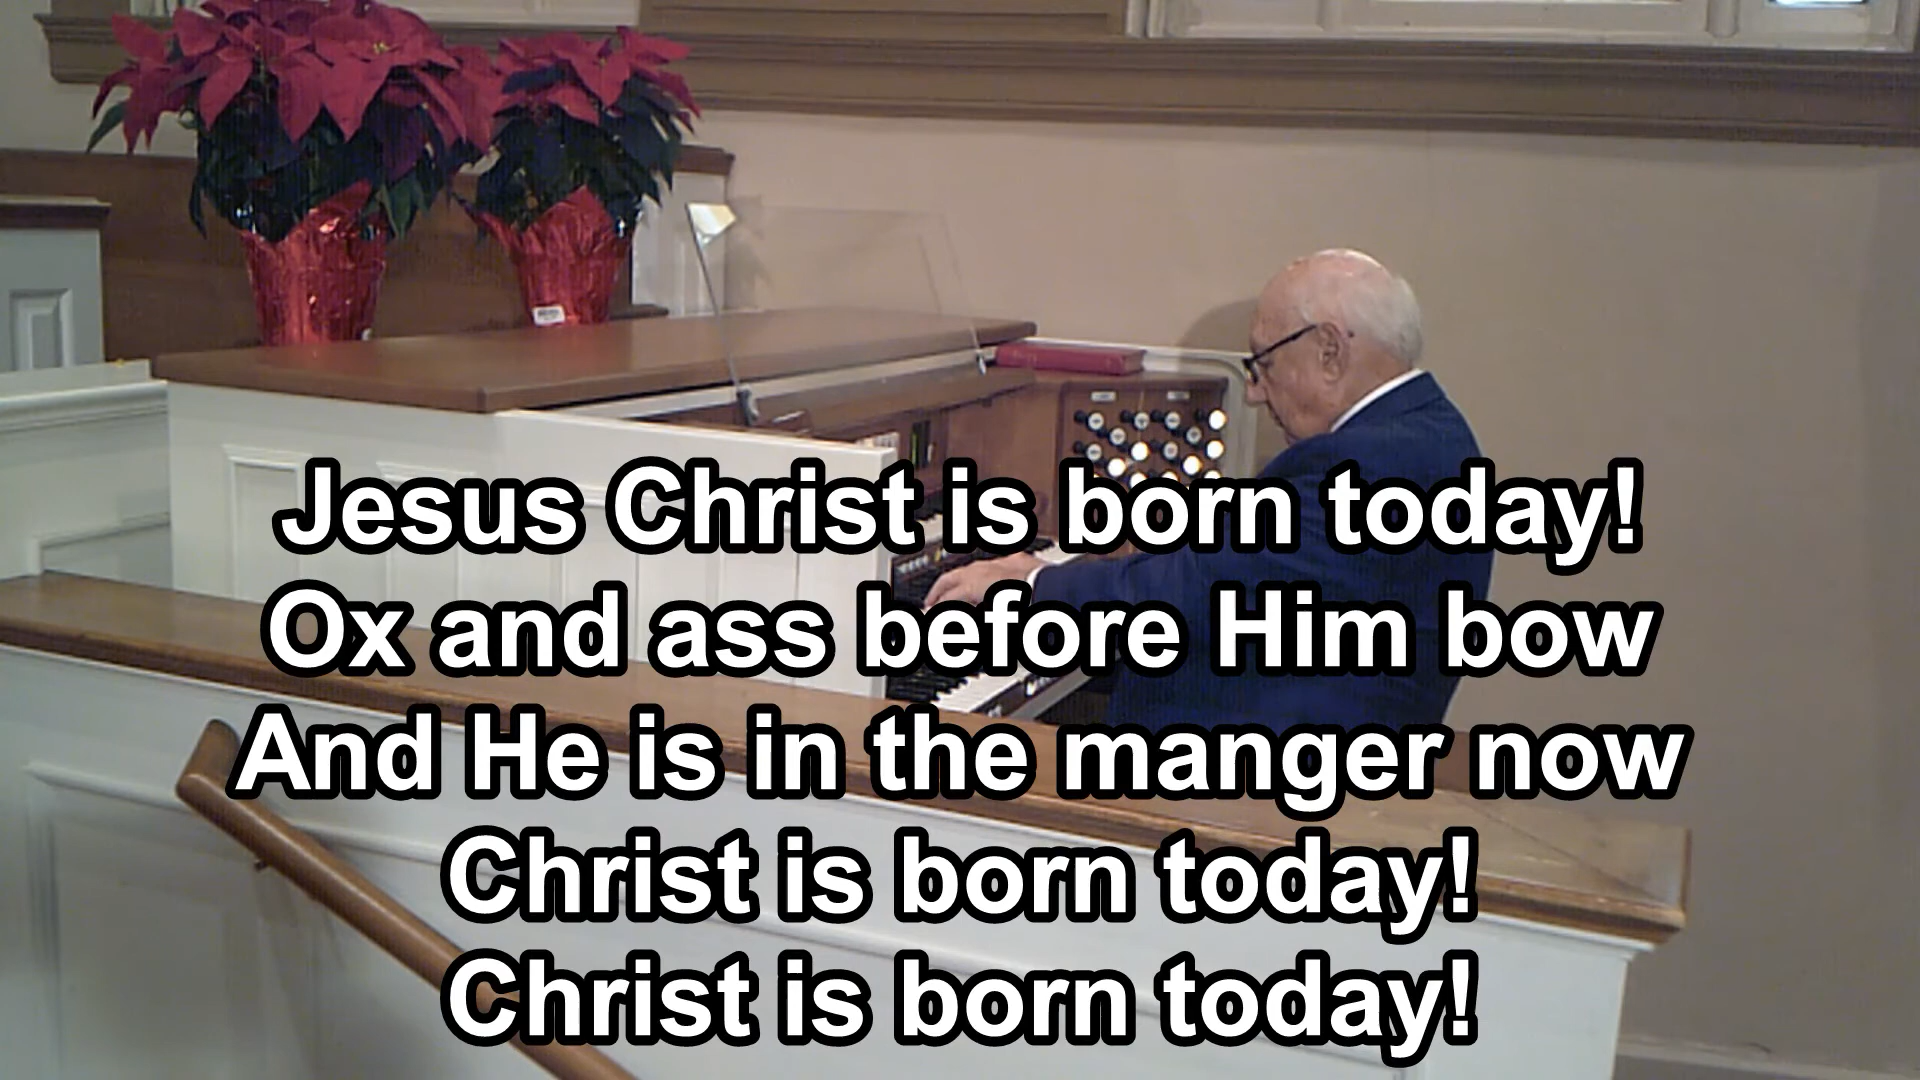 Jesus Christ is born today!
Ox and ass before Him bow
And He is in the manger now
Christ is born today!
Christ is born today!